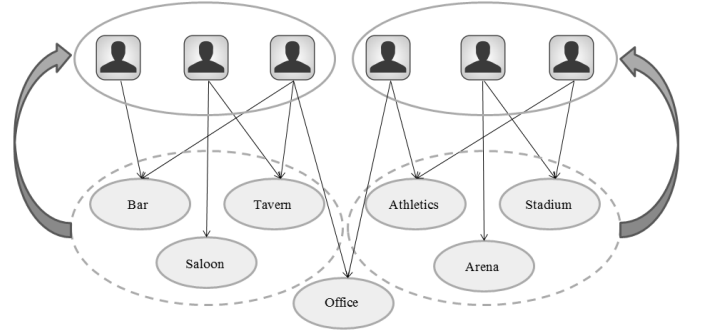 Bar
Tavern
Athletics
Stadium
Saloon
Arena
Office